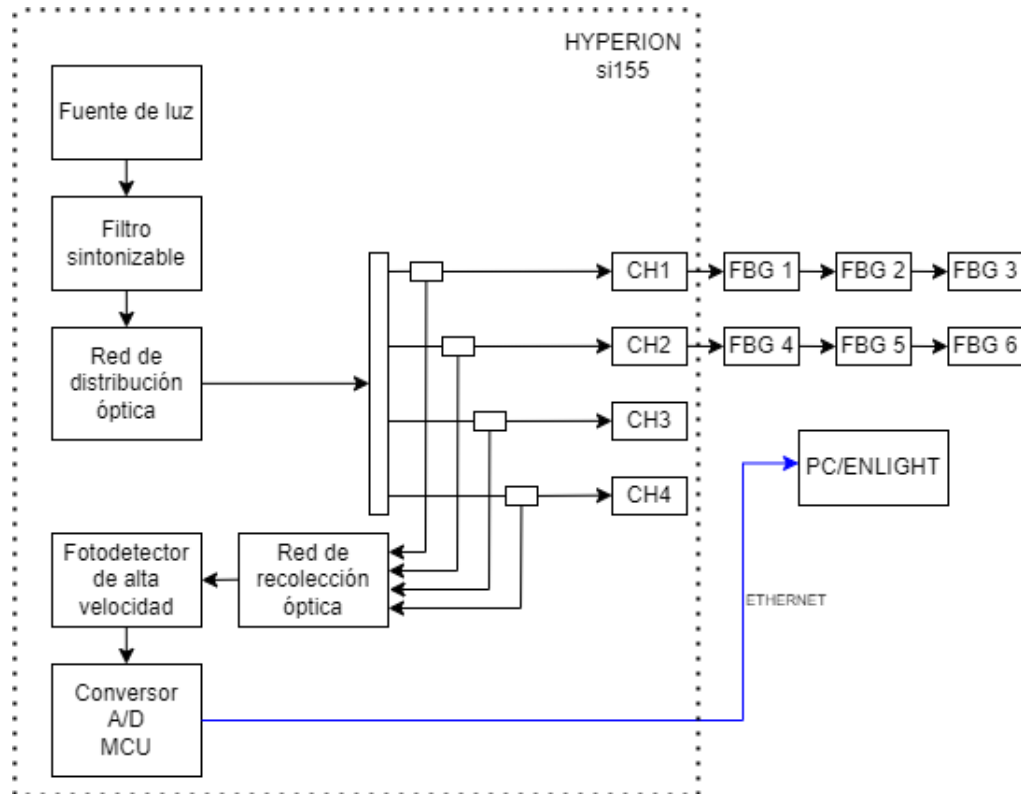 HYPERION
si155
Fuente de luz
Filtro
sintonizable
Red de
distribución
óptica
CH1
FBG 1
FBG 2
FBG 3
CH2
FBG 4
FBG 5
FBG 6
CH3
CH4
PC/ENLIGHT
Fotodetector
de alta
velocidad
Red de
recolección
óptica
ETHERNET
Conversor
A/D
MCU